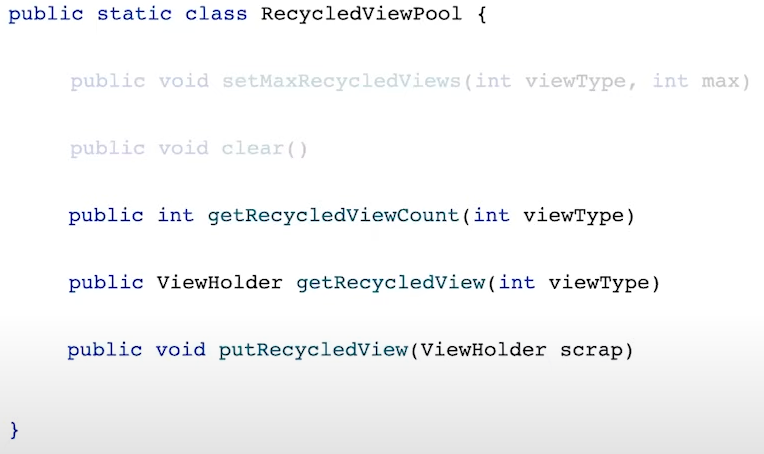 public static class RecycledViewPool {
public void setMaxRecycledViews(int viewType, int max)
public void clear()
public int getRecycledViewCount(int viewType)
public ViewHolder getRecycledView(int viewType)
public void putRecycledView(ViewHolder scrap)
}